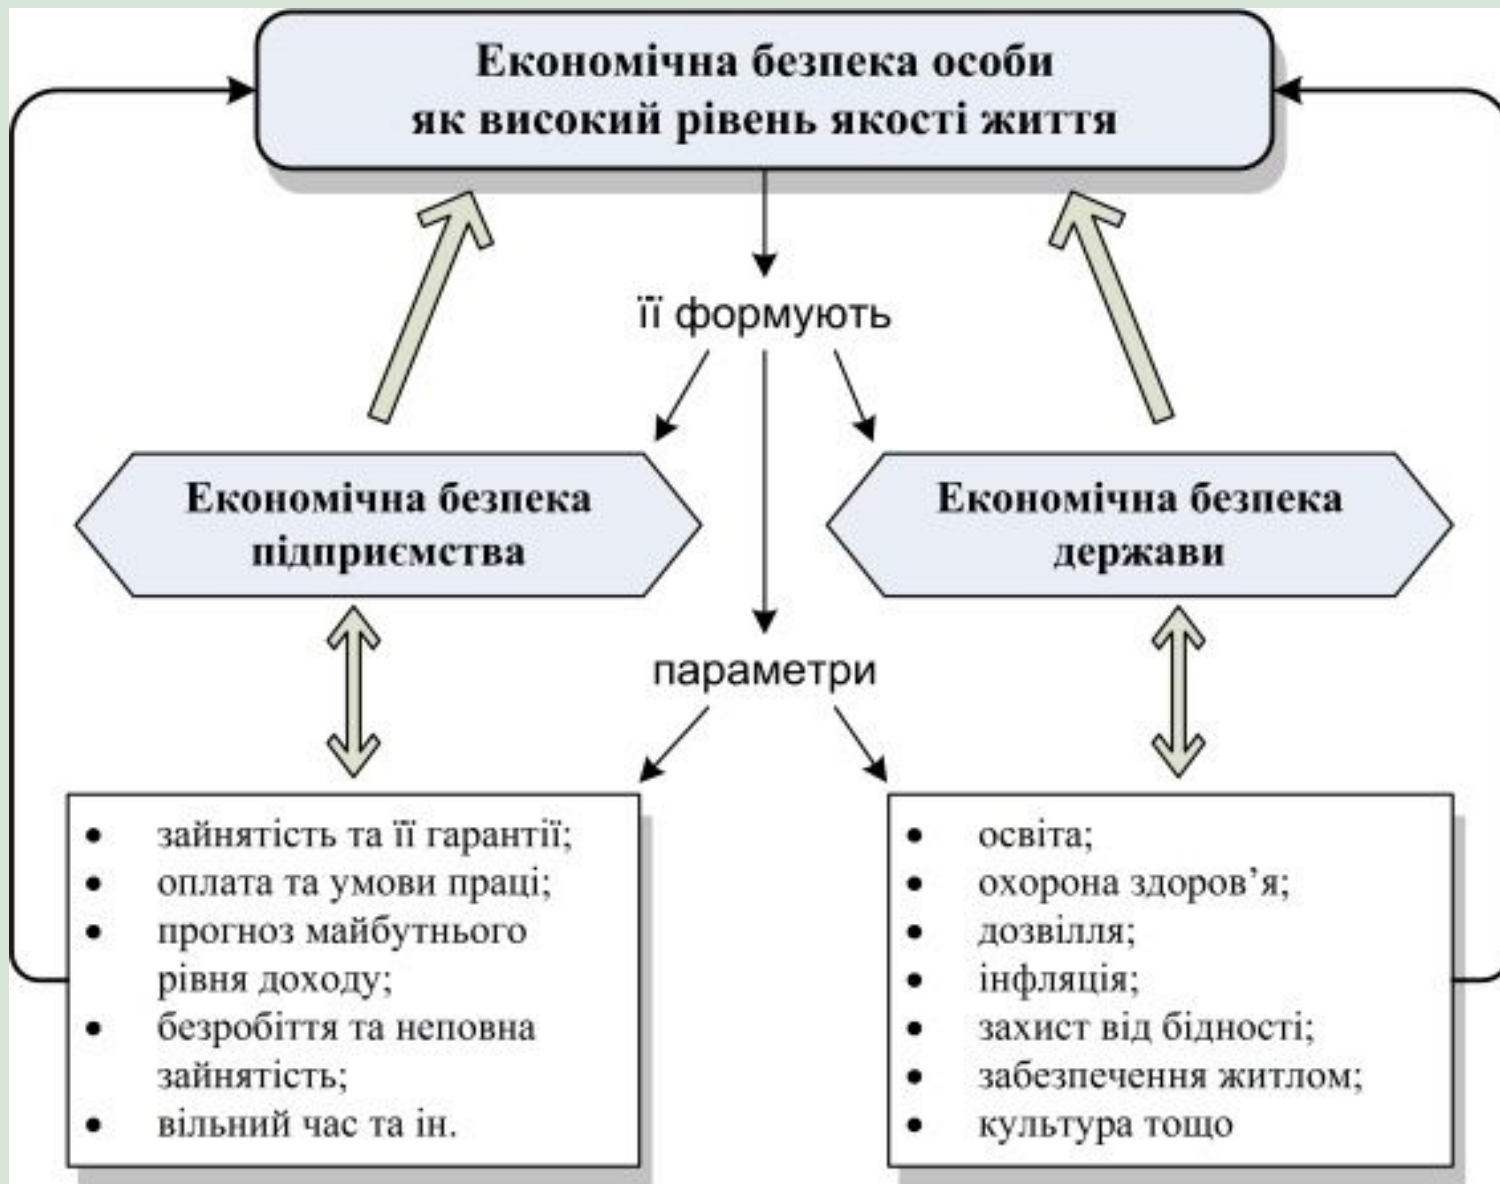 Економічна безпека особи
як високий рівень якості життя
її формують
Економічна безпека
підприємства
Економічна безпека
держави
параметри
• зайнятість та її гарантії;
• оплата та умови праці;
• прогноз майбутнього
рівня доходу;
• безробіття та неповна
зайнятість;
• вільний час та ін.
• освіта;
• охорона здоров’я;
• дозвілля;
• інфляція;
• захист від бідності;
• забезпечення житлом;
• культура тощо